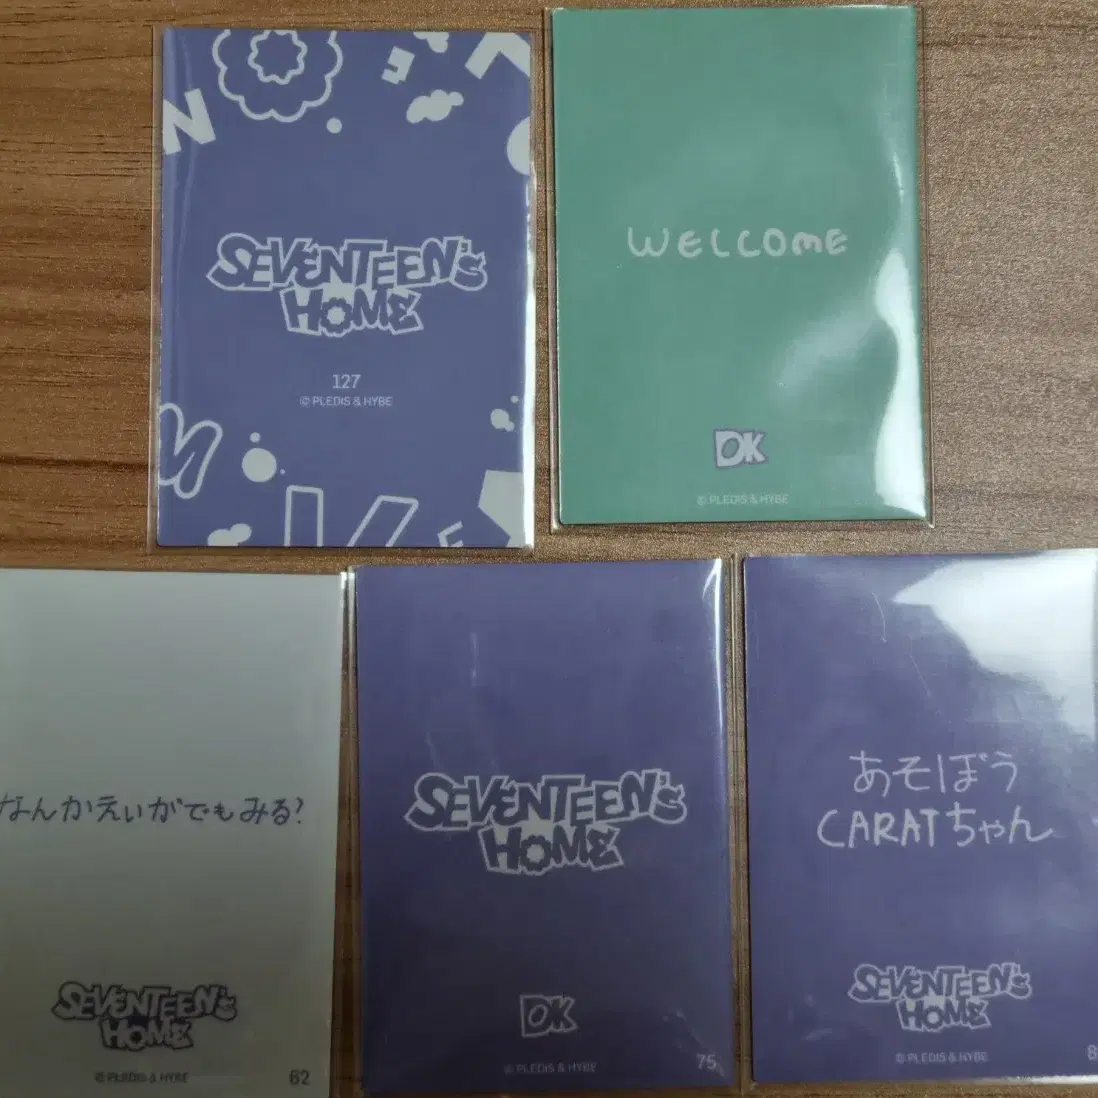 SEVENTEEN's
HOME
127
© PLEDIS & HYBE
WELCOME
DK
© PLEDIS & HYBE
なんかえいがでもみる?
SEVENTEEN's
HOME
© PLEDIS & HYBE
62
SEVENTEEN's
HOME
DK
© PLEDIS & HYBE
75
あそぼう
CARATちゃん
SEVENTEEN's
HOME
© PLEDIS & HYBE